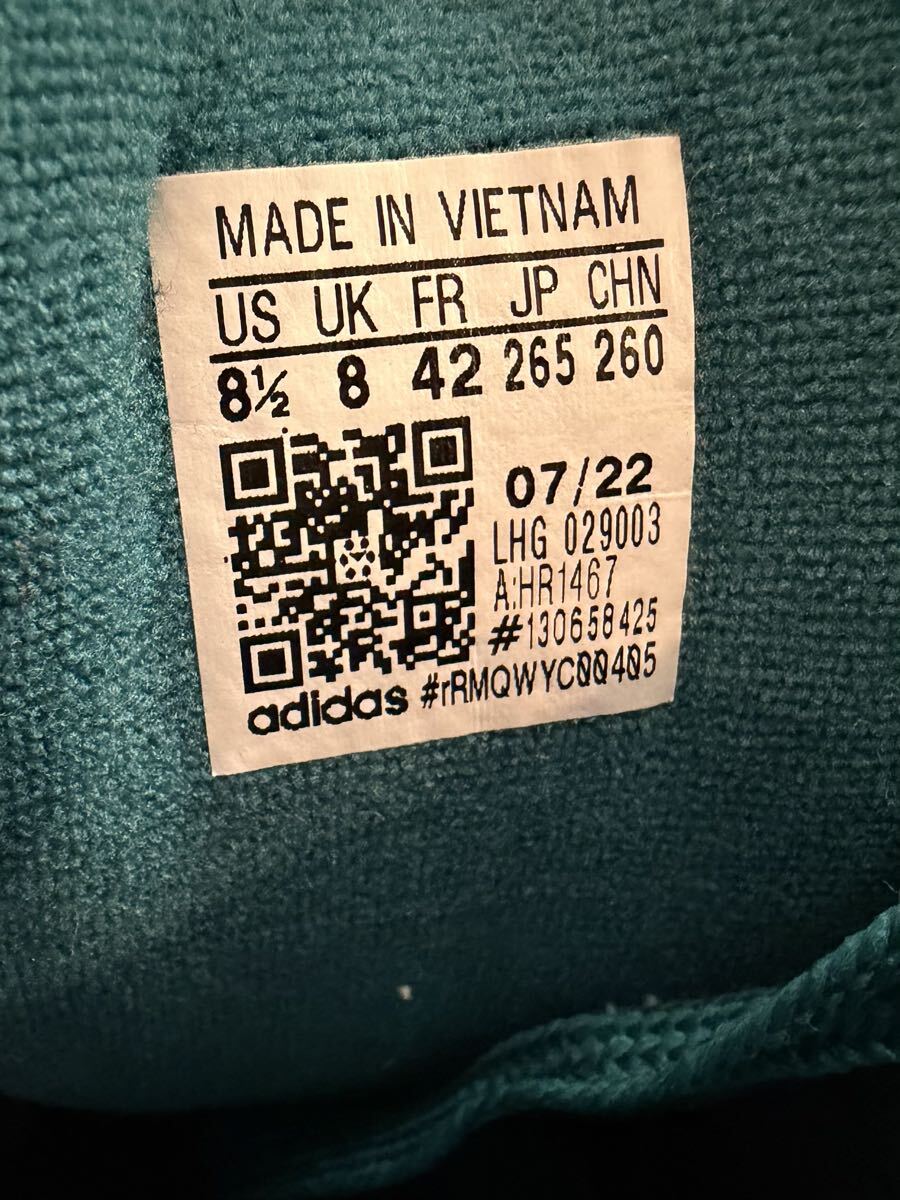 MADE IN VIETNAM
US UK FR JP CHN
8½ 8 42 265 260
07/22
LHG 029003
A:HR1467
#130658425
adidas #rRMQWYC00405